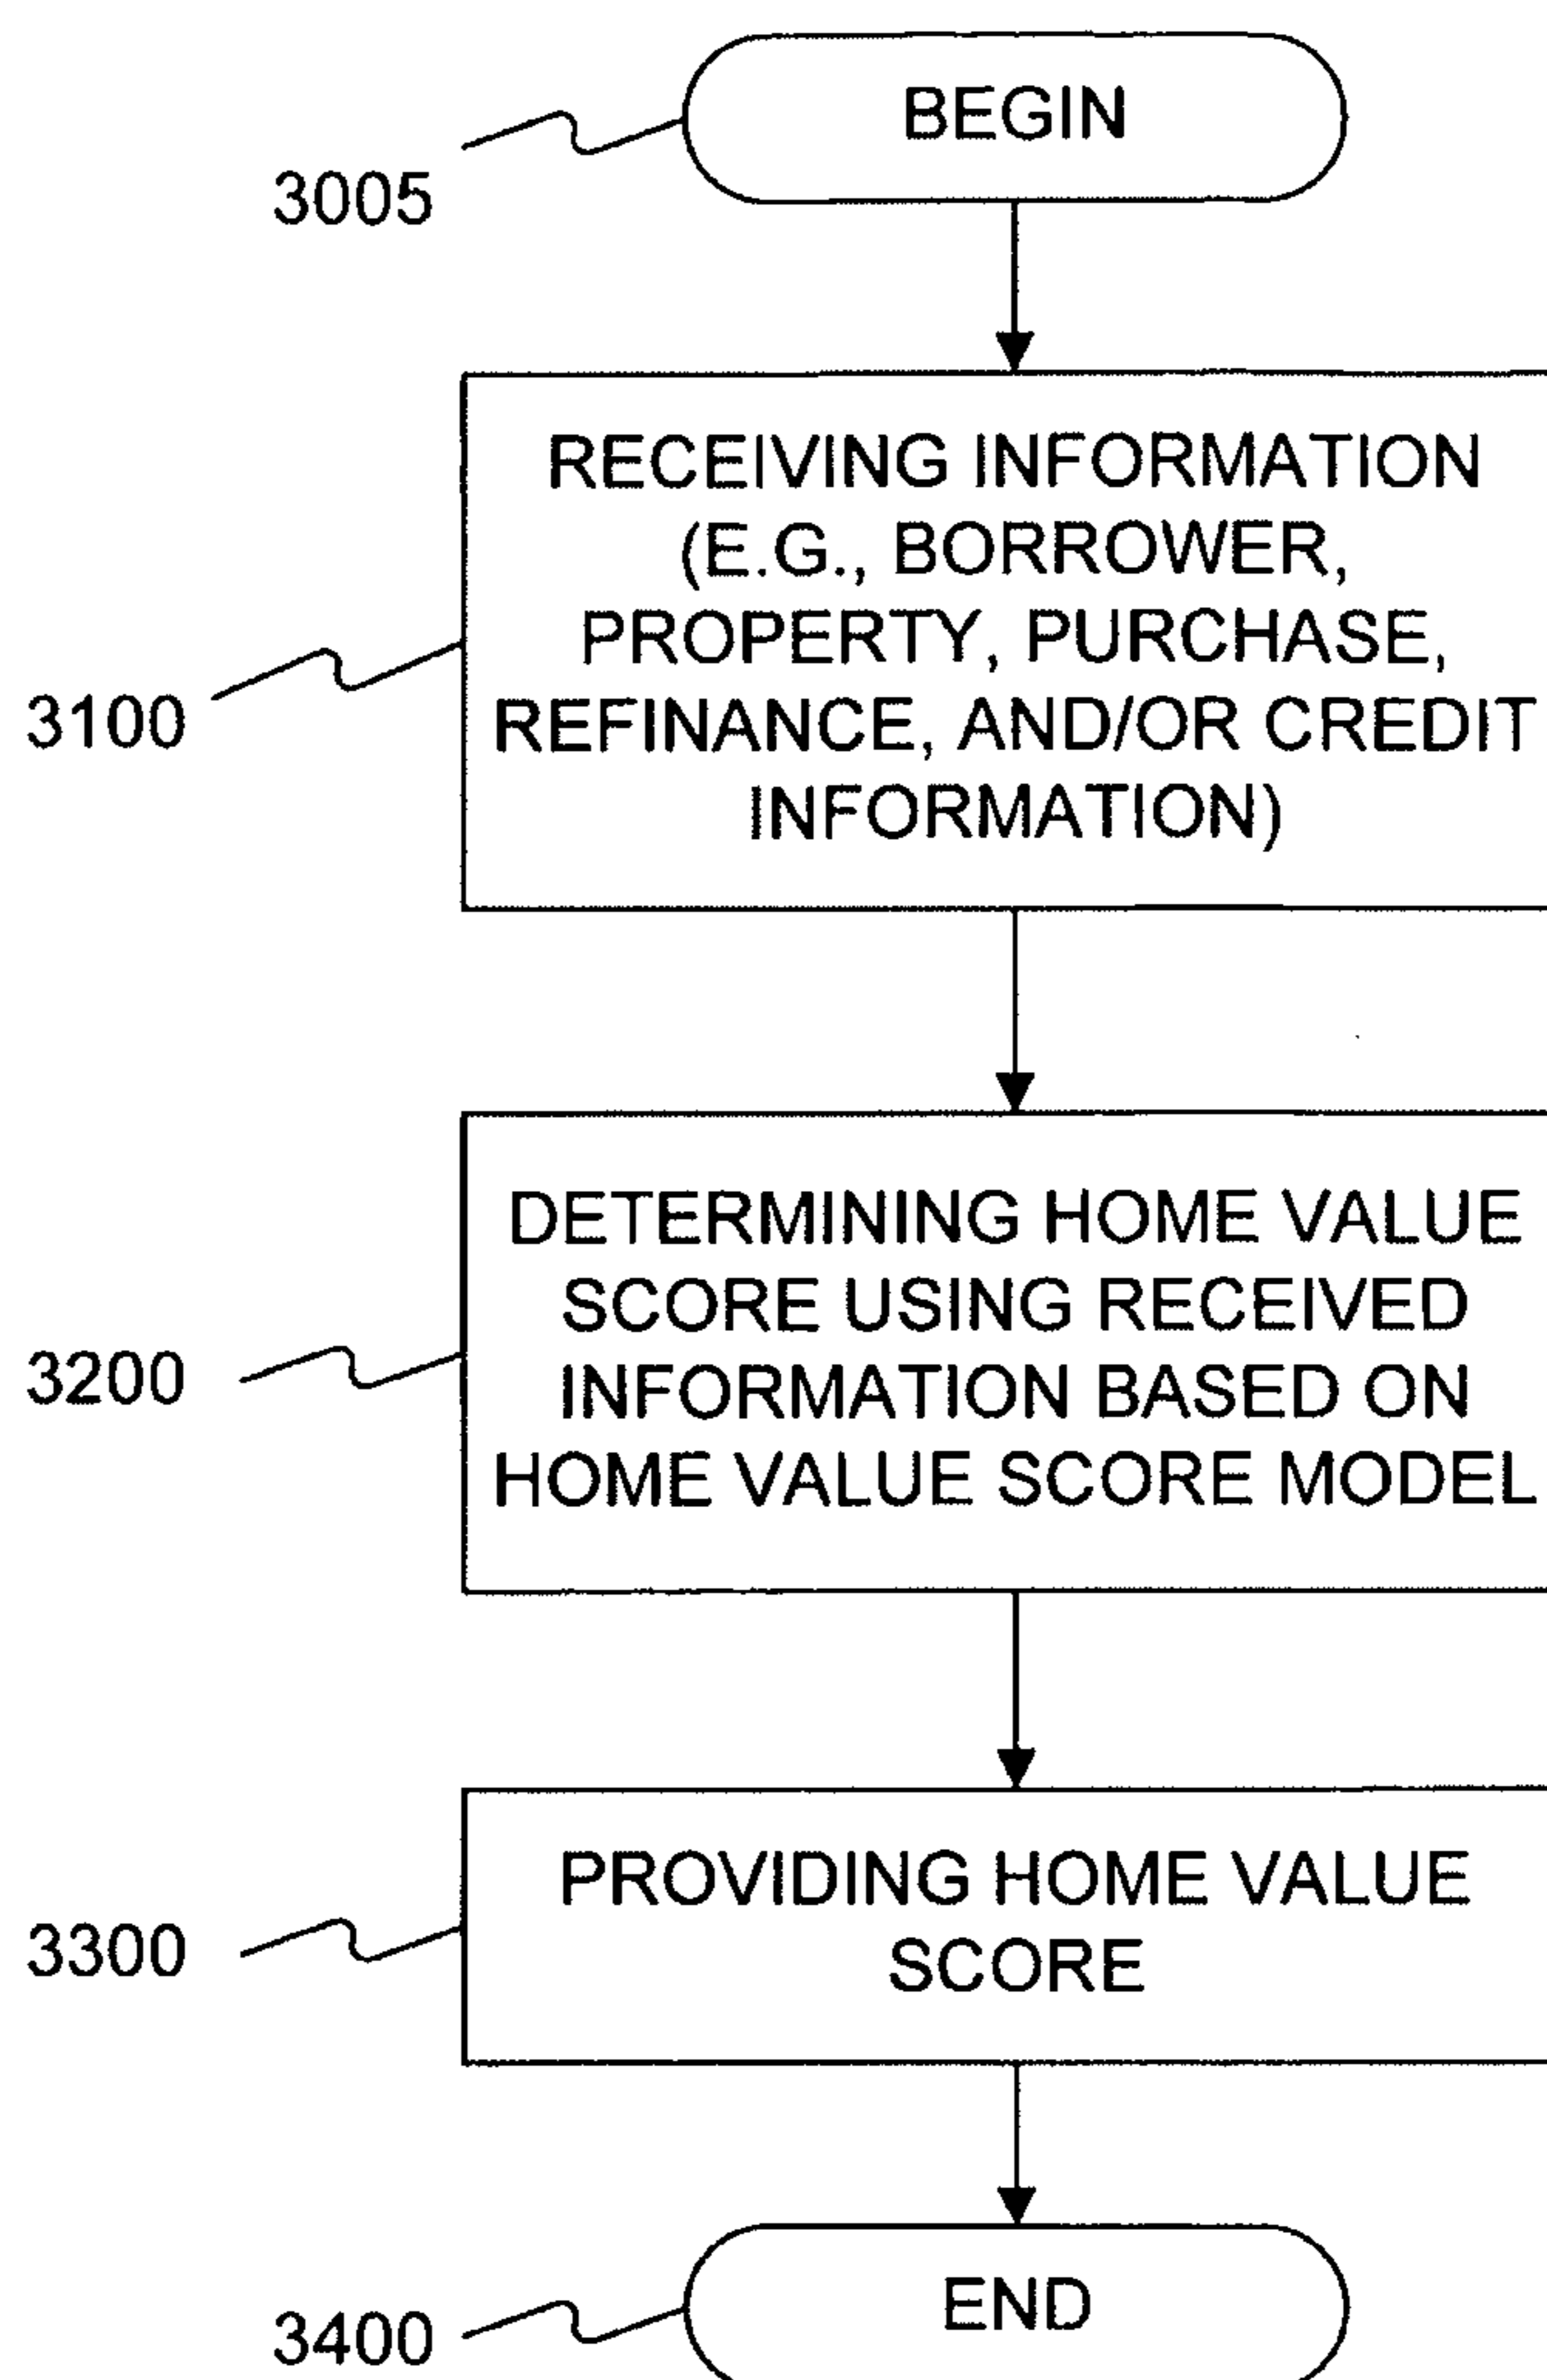 BEGIN
3005
RECEIVING INFORMATION
(E.G., BORROWER,
PROPERTY, PURCHASE,
REFINANCE, AND/OR CREDIT
INFORMATION)
3100
DETERMINING HOME VALUE
SCORE USING RECEIVED
INFORMATION BASED ON
HOME VALUE SCORE MODEL
3200
PROVIDING HOME VALUE
SCORE
3300
END
3400